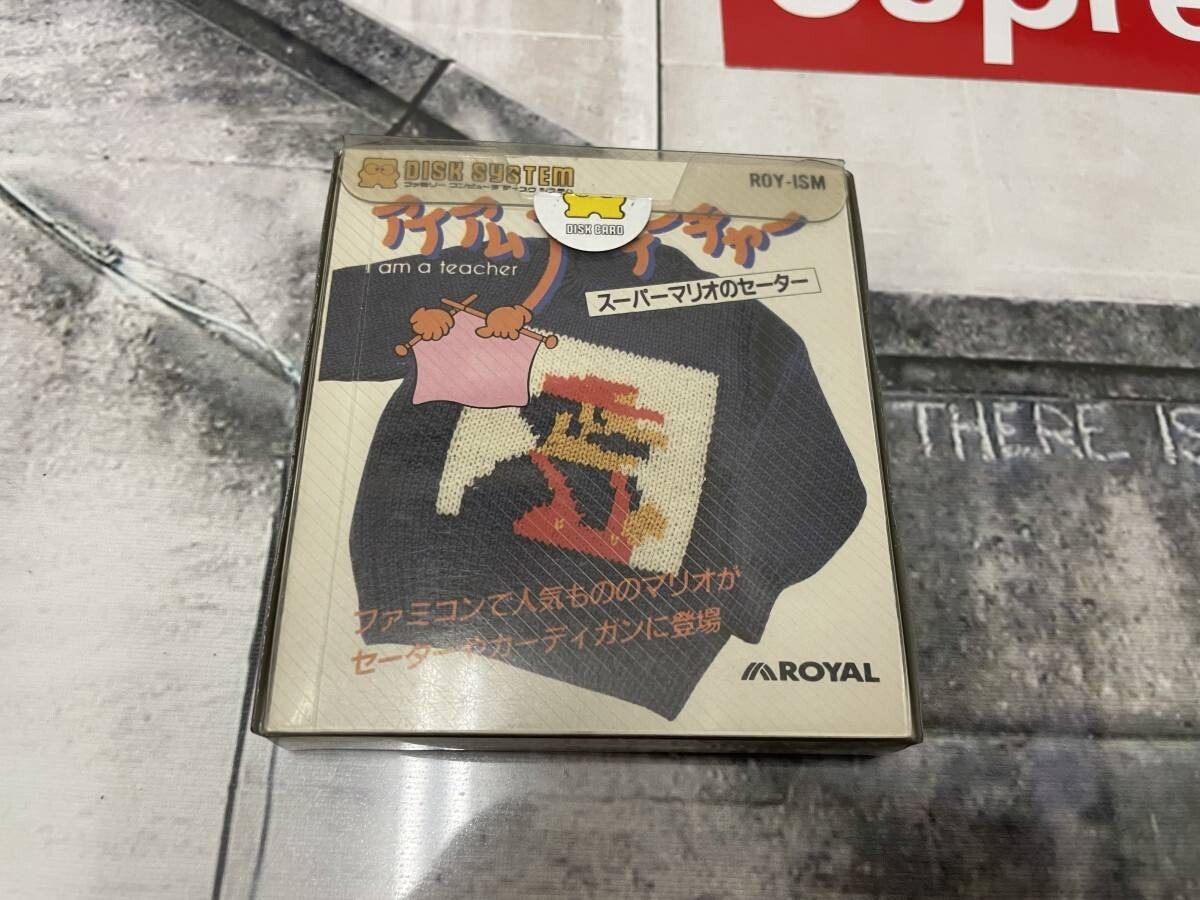 Supre
DISK SYSTEM
ROY-ISM
ファミリー コンピュータ ディスク システム
DISK CARD
アイアム ティーチャー
I am a teacher
スーパーマリオのセーター
THERE IS
ファミコンで人気もののマリオが
セーターやカーディガンに登場
ROYAL